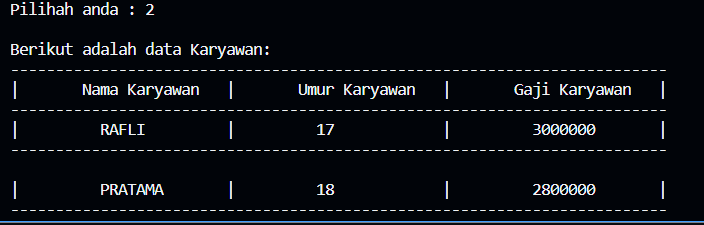 Pilihah anda : 2
Berikut adalah data Karyawan:
-------------------------------------------------------------------------
|       Nama Karyawan   |       Umur Karyawan   |       Gaji Karyawan   |
-------------------------------------------------------------------------
|         RAFLI         |         17            |         3000000       |
-------------------------------------------------------------------------
|         PRATAMA       |         18            |         2800000       |
-------------------------------------------------------------------------